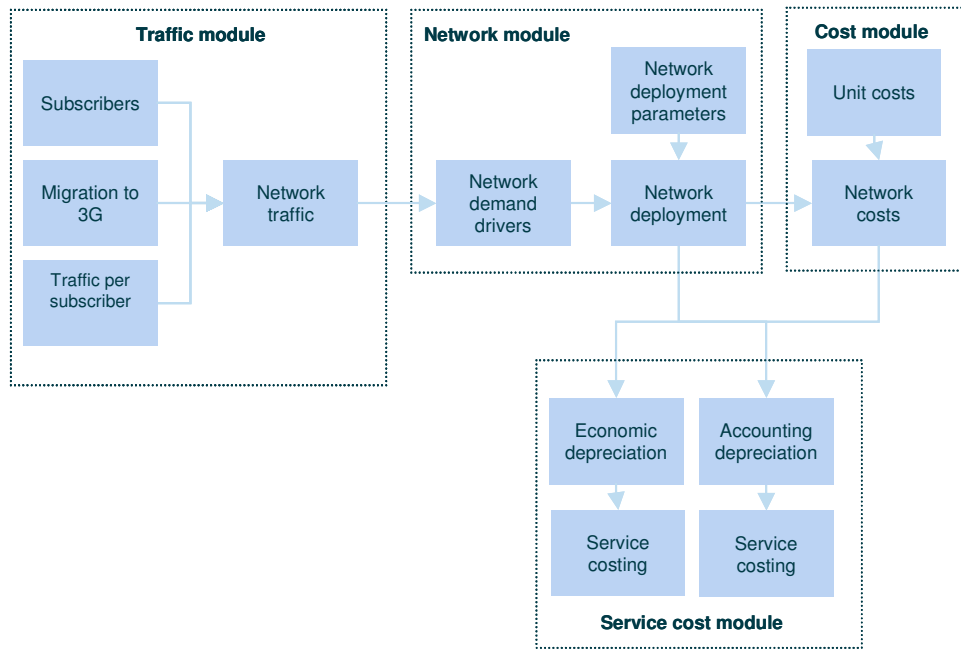 Traffic module
Subscribers
Migration to
3G
Traffic per
subscriber
Network
traffic
Network module
Network
deployment
parameters
Network
demand
drivers
Network
deployment
Cost module
Unit costs
Network
costs
Economic
depreciation
Accounting
depreciation
Service
costing
Service
costing
Service cost module